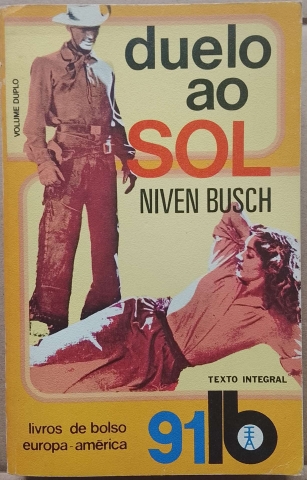 VOLUME DUPLO
duelo
ao
SOL
NIVEN BUSCH
TEXTO INTEGRAL
livros de bolso
europa-américa
91 lb